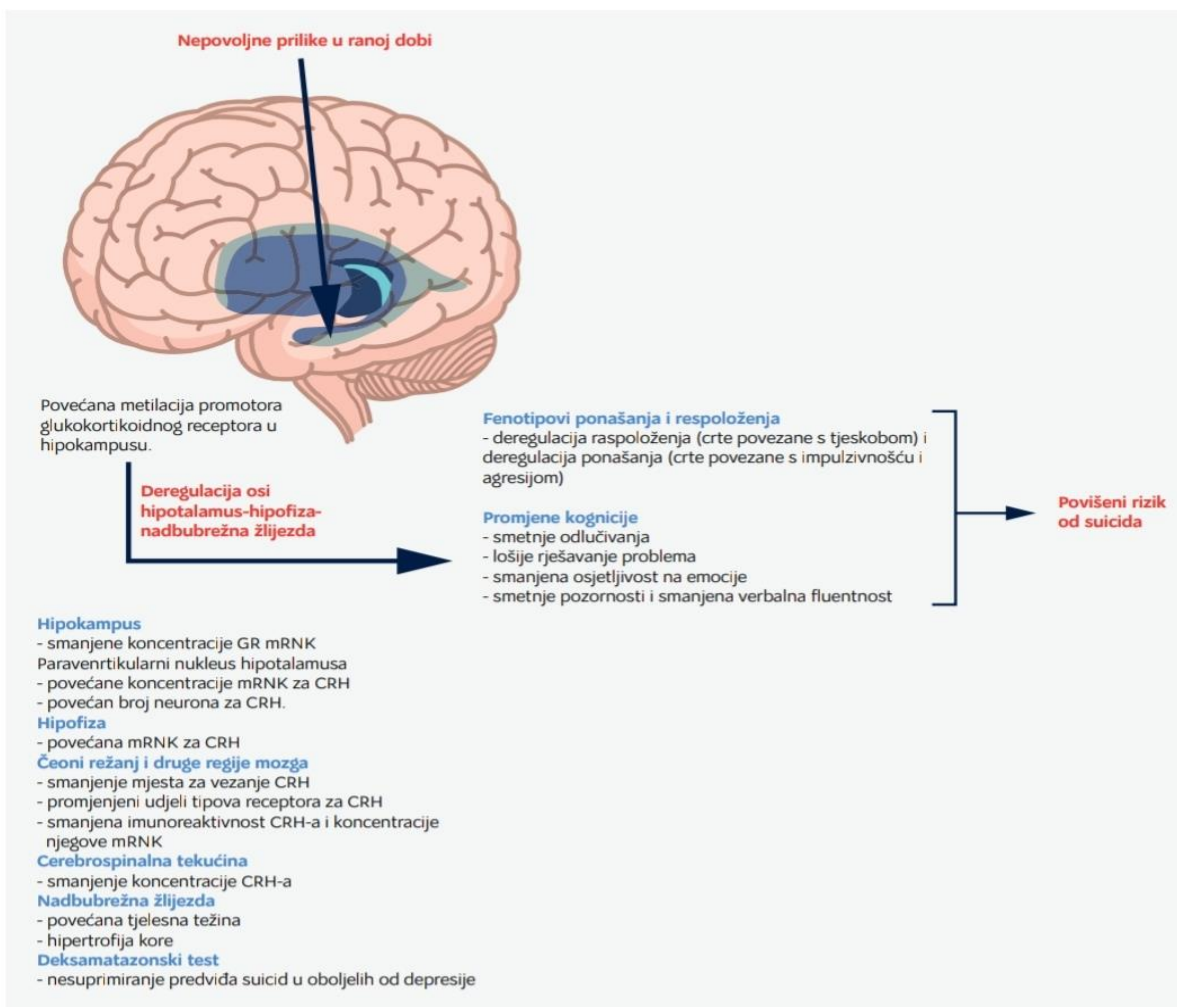 Nepovoljne prilike u ranoj dobi
Povećana metilacija promotora
glukokortikoidnog receptora u
hipokampusu.
Deregulacija osi
hipotalamus-hipofiza-
nadbubrežna žlijezda
Fenotipovi ponašanja i respoloženja
- deregulacija raspoloženja (crte povezane s tjeskobom) i
deregulacija ponašanja (crte povezane s impulzivnošću i
agresijom)
Promjene kognicije
- smetnje odlučivanja
- lošije rješavanje problema
- smanjena osjetljivost na emocije
- smetnje pozornosti i smanjena verbalna fluentnost
Povišeni rizik
od suicida
Hipokampus
- smanjene koncentracije GR mRNK
Paravenrtikularni nukleus hipotalamusa
- povećane koncentracije mRNK za CRH
- povećan broj neurona za CRH.
Hipofiza
- povećana mRNK za CRH
Čeoni režanj i druge regije mozga
- smanjenje mjesta za vezanje CRH
- promjenjeni udjeli tipova receptora za CRH
- smanjena imunoreaktivnost CRH-a i koncentracije
njegove mRNK
Cerebrospinalna tekućina
- smanjenje koncentracije CRH-a
Nadbubrežna žlijezda
- povećana tjelesna težina
- hipertrofija kore
Deksamatazonski test
- nesuprimiranje predviđa suicid u oboljelih od depresije